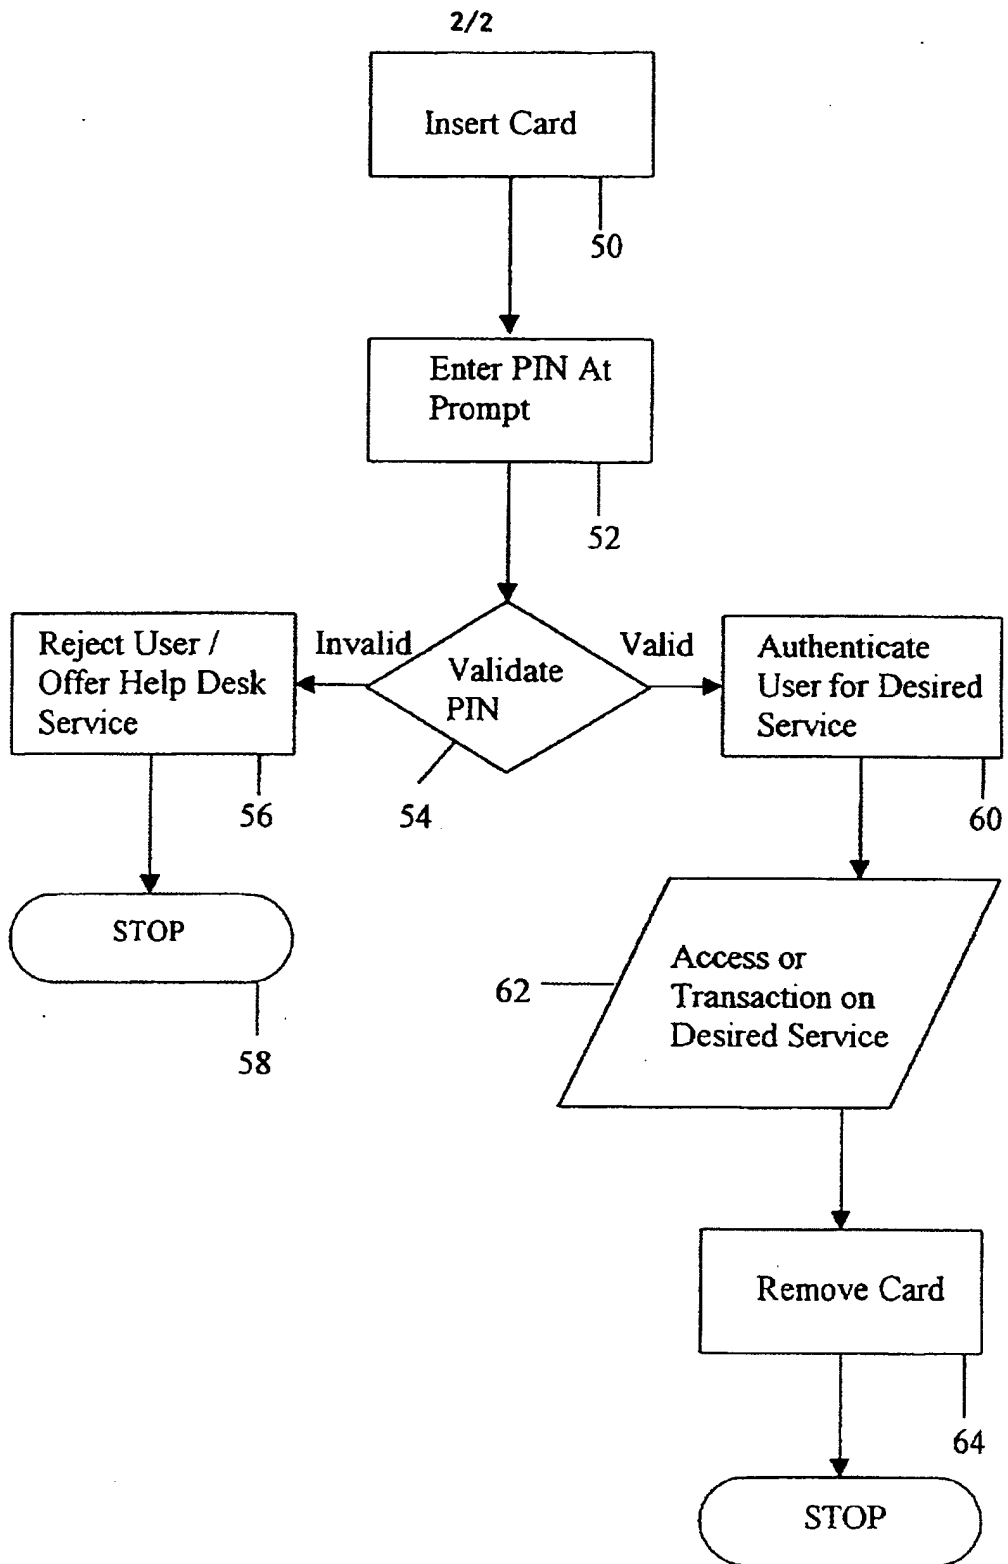 2/2
Insert Card
50
Enter PIN At
Prompt
52
Reject User /
Offer Help Desk
Service
Invalid
Validate
PIN
Valid
Authenticate
User for Desired
Service
56
54
60
STOP
58
62
Access or
Transaction on
Desired Service
Remove Card
64
STOP